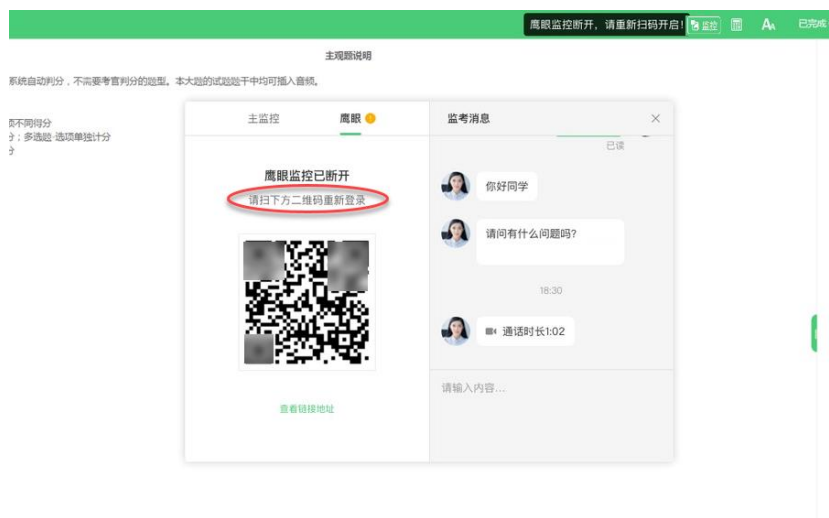 鹰眼监控断开，请重新扫码开启！
监控
已完成
主观题说明
系统自动判分，不需要考官判分的题型。本大题的试题题干中均可插入音频。
项不同得分
分；多选题-选项单独计分
分
主监控
鹰眼
鹰眼监控已断开
请扫下方二维码重新登录
查看链接地址
监考消息
已读
你好同学
请问有什么问题吗?
18:30
通话时长1:02
请输入内容...